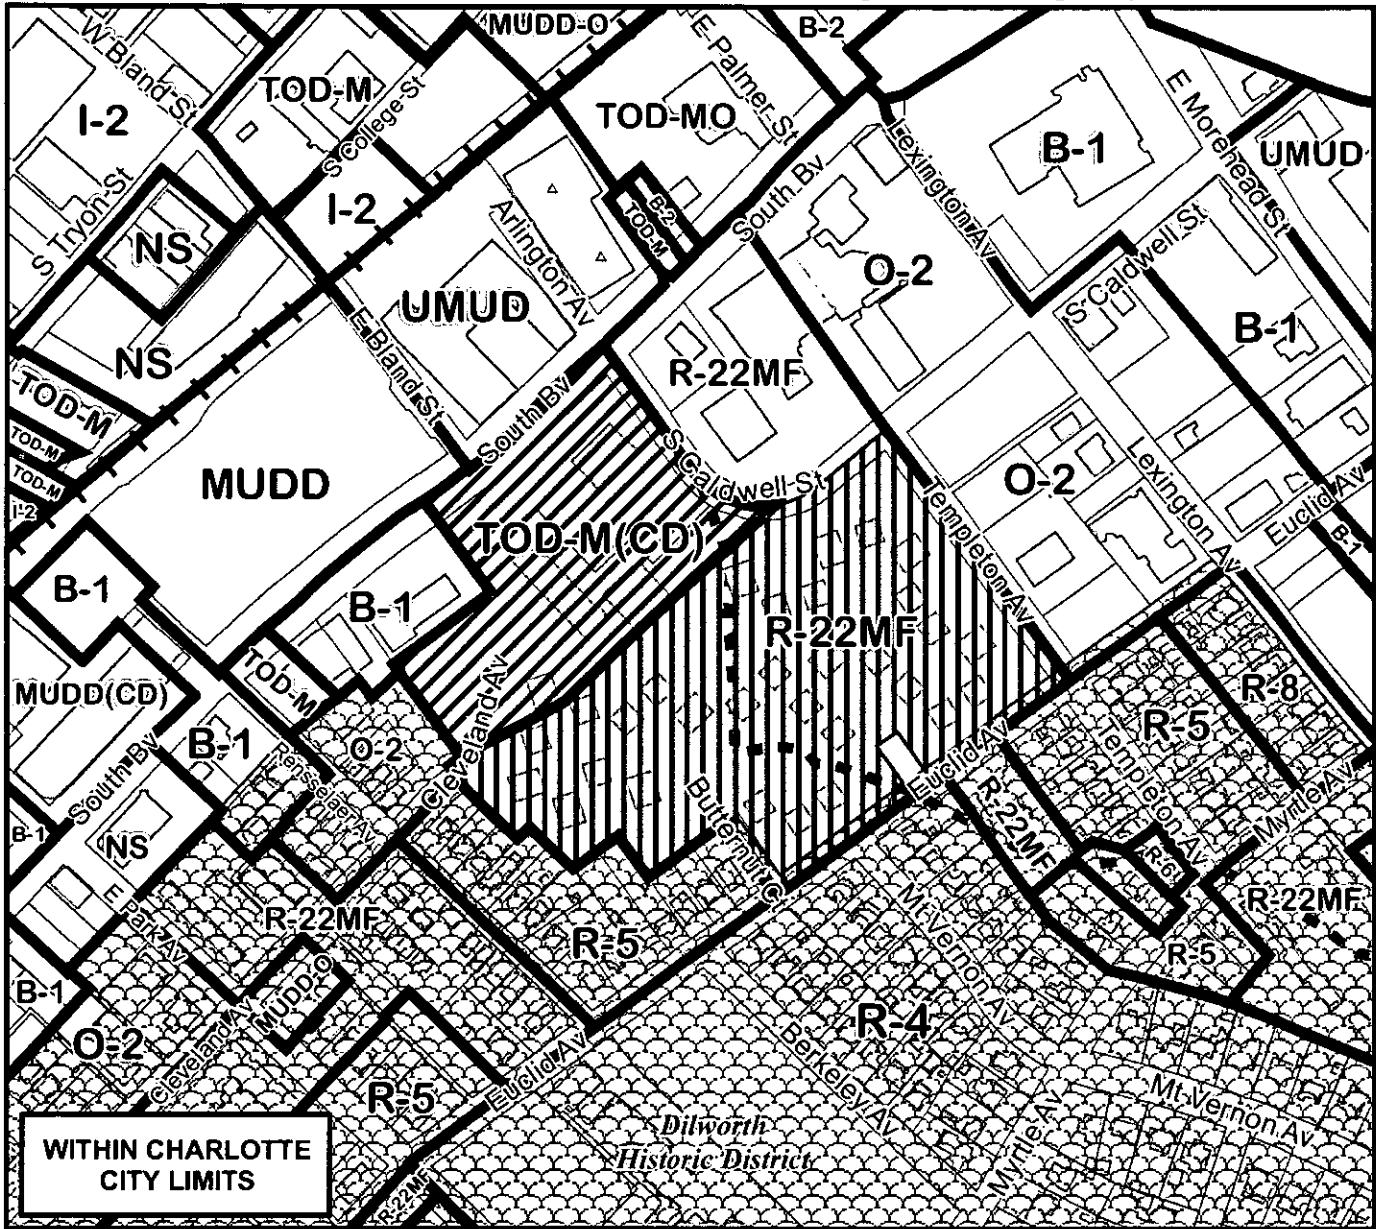 MUDD-O
B-2
W Bland St
E Palmer St
TOD-M
I-2
S College St
TOD-MO
E Morehead St
B-1
UMUD
Lexington Av
S Tryon St
NS
I-2
Arlington Av
B-2
TOD-M
South Bv
O-2
S Caldwell St
UMUD
B-1
E Bland St
NS
R-22MF
TOD-M
South Bv
TOD-M
TOD-M
I-2
MUDD
S Caldwell St
O-2
Lexington Av
Euclid Av
TOD-M(CD)
Templeton Av
B-1
B-1
B-1
R-22MF
TOD-M
MUDD(CD)
Cleveland Av
R-8
R-5
B-1
O-2
Rensselaer Av
Euclid Av
Templeton Av
South Bv
Myrtle Av
B-1
NS
Butternut C
R-22MF
R-6
R-22MF
E Park Av
R-22MF
R-5
Mt Vernon Av
R-5
B-1
MUDD-O
O-2
R-4
Cleveland Av
Euclid Av
Berkeley Av
R-5
Mt Vernon Av
Myrtle Av
Dilworth
Historic District
WITHIN CHARLOTTE
CITY LIMITS
R-22MF